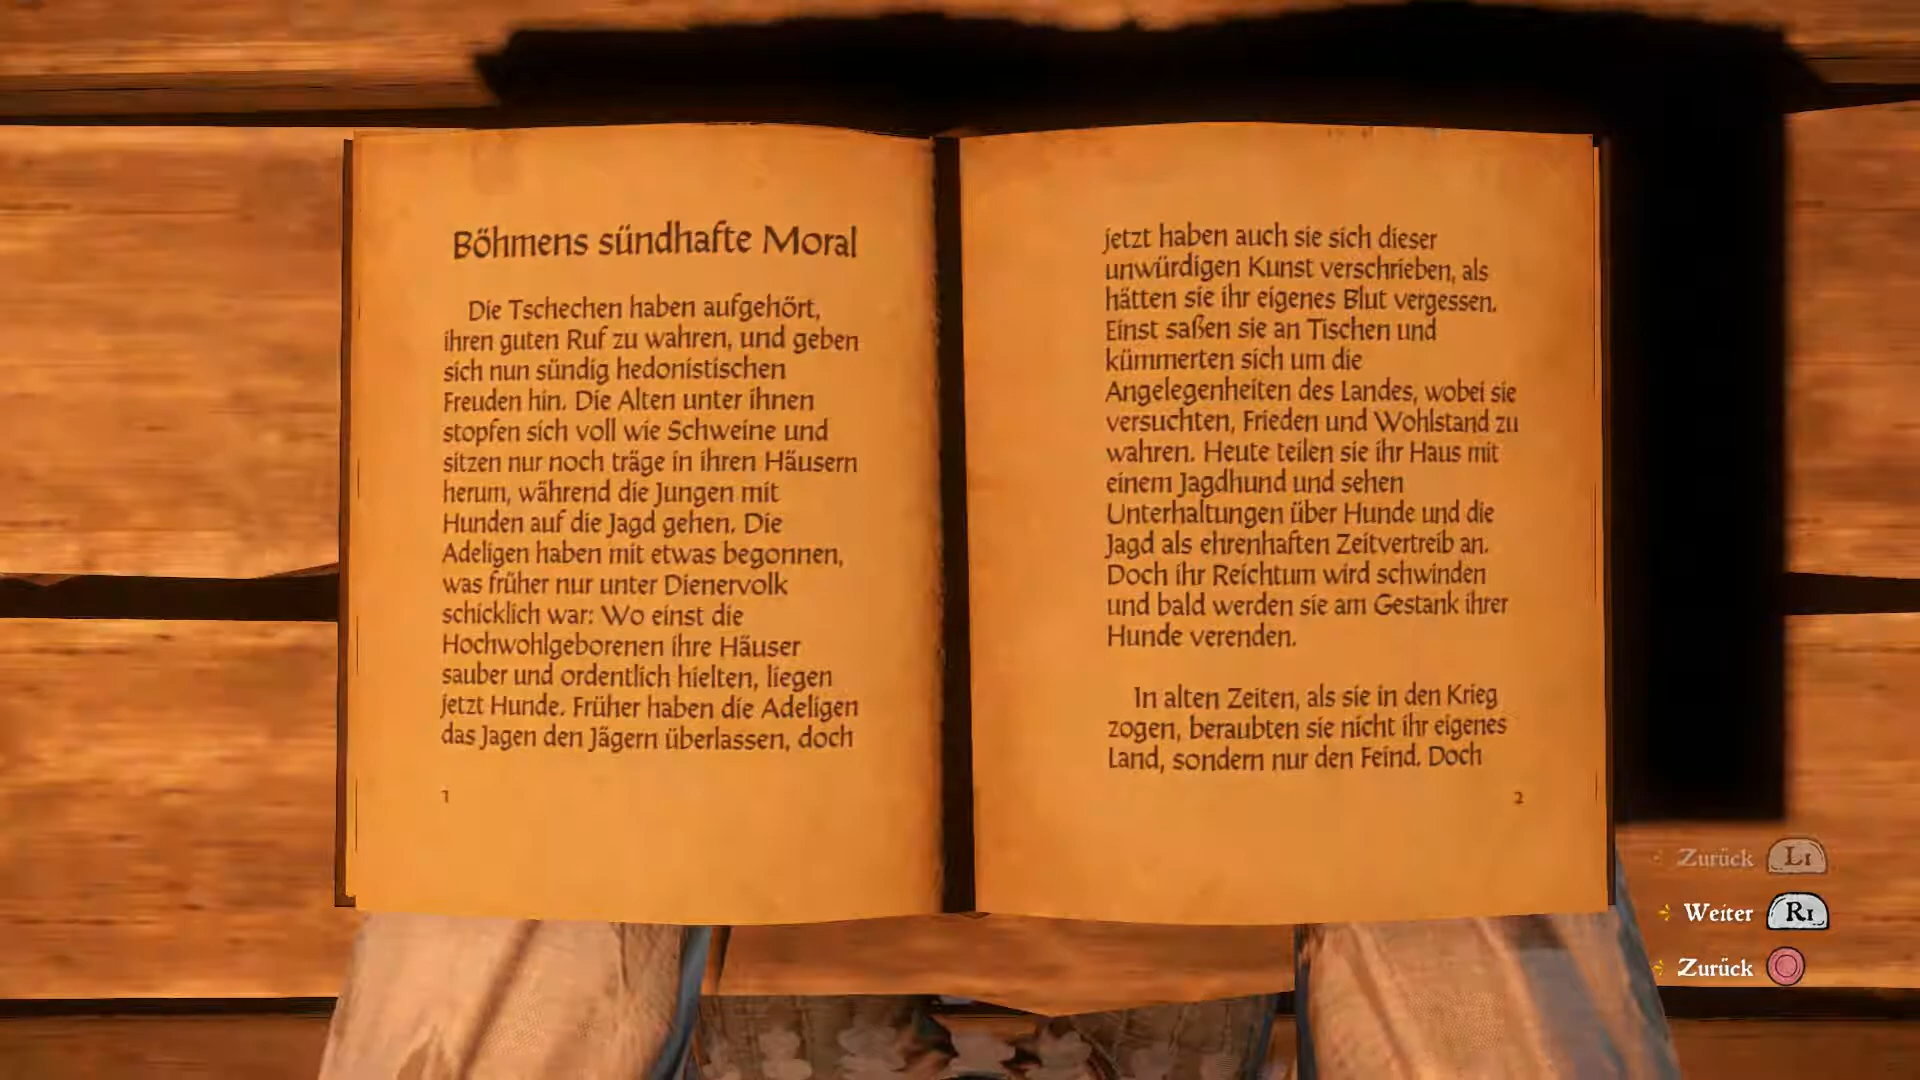 Böhmens sündhafte Moral
Die Tschechen haben aufgehört,
ihren guten Ruf zu wahren, und geben
sich nun sündig hedonistischen
Freuden hin. Die Alten unter ihnen
stopfen sich voll wie Schweine und
sitzen nur noch träge in ihren Häusern
herum, während die Jungen mit
Hunden auf die Jagd gehen. Die
Adeligen haben mit etwas begonnen,
was früher nur unter Dienervolk
schicklich war: Wo einst die
Hochwohlgeborenen ihre Häuser
sauber und ordentlich hielten, liegen
jetzt Hunde. Früher haben die Adeligen
das Jagen den Jägern überlassen, doch
1
jetzt haben auch sie sich dieser
unwürdigen Kunst verschrieben, als
hätten sie ihr eigenes Blut vergessen.
Einst saßen sie an Tischen und
kümmerten sich um die
Angelegenheiten des Landes, wobei sie
versuchten, Frieden und Wohlstand zu
wahren. Heute teilen sie ihr Haus mit
einem Jagdhund und sehen
Unterhaltungen über Hunde und die
Jagd als ehrenhaften Zeitvertreib an.
Doch ihr Reichtum wird schwinden
und bald werden sie am Gestank ihrer
Hunde verenden.
In alten Zeiten, als sie in den Krieg
zogen, beraubten sie nicht ihr eigenes
Land, sondern nur den Feind. Doch
2
Zurück L1
Weiter R1
Zurück